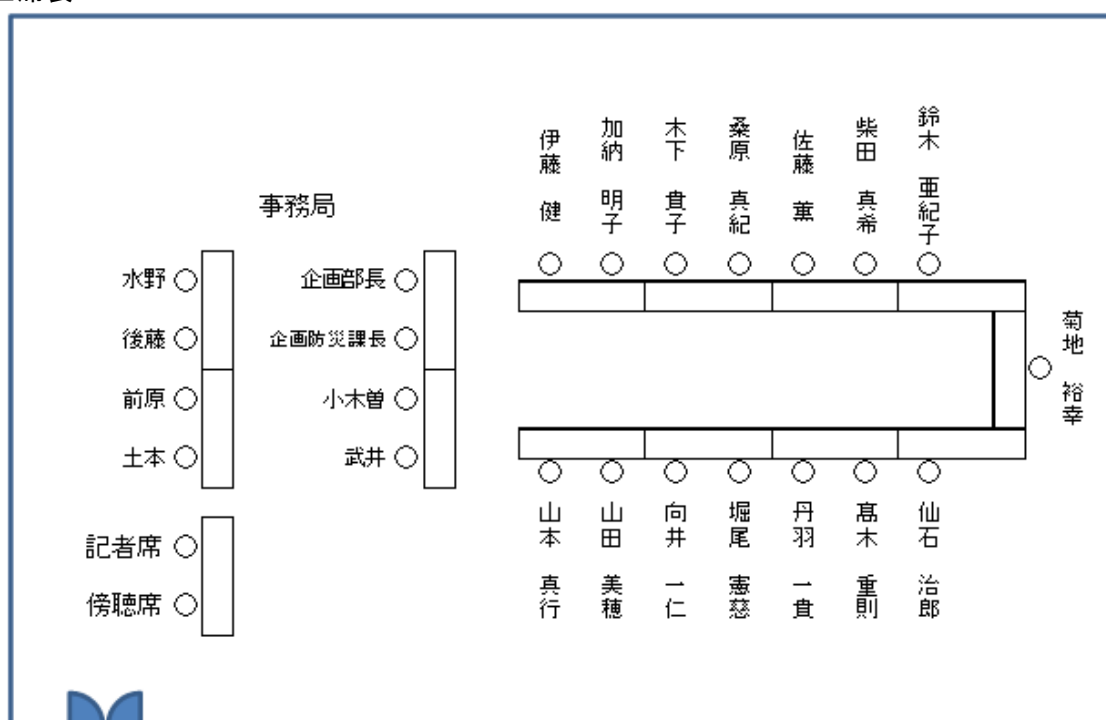 伊藤 健
加納 明子
木下 貴子
桑原 真紀
佐藤 薫
柴田 真希
鈴木 亜紀子
菊地 裕幸
事務局
水野
後藤
前原
土本
企画部長
企画防災課長
小木曽
武井
記者席
傍聴席
山本 真行
山田 美穂
向井 一仁
堀尾 憲慈
丹羽 一貴
髙木 重則
仙石 治郎